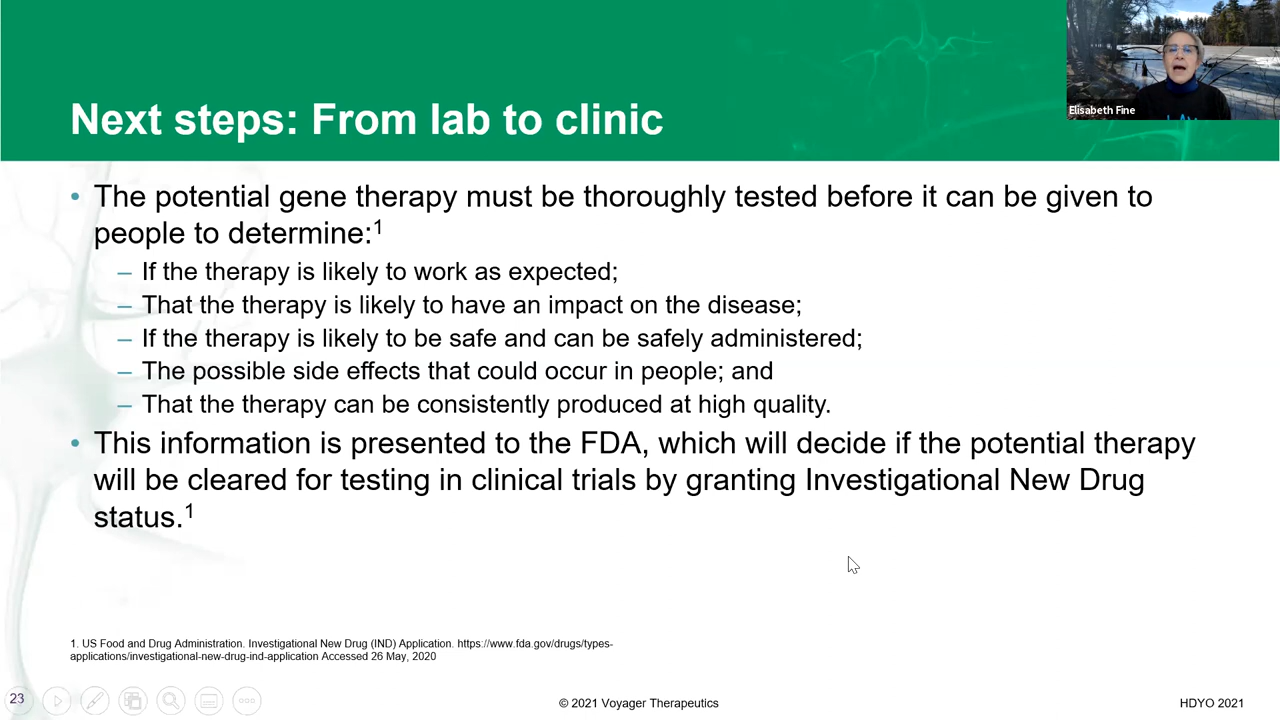 Elisabeth Fine
Next steps: From lab to clinic
• The potential gene therapy must be thoroughly tested before it can be given to
people to determine:1
– If the therapy is likely to work as expected;
– That the therapy is likely to have an impact on the disease;
– If the therapy is likely to be safe and can be safely administered;
– The possible side effects that could occur in people; and
– That the therapy can be consistently produced at high quality.
• This information is presented to the FDA, which will decide if the potential therapy
will be cleared for testing in clinical trials by granting Investigational New Drug
status.1
1. US Food and Drug Administration. Investigational New Drug (IND) Application. https://www.fda.gov/drugs/types-
applications/investigational-new-drug-ind-application Accessed 26 May, 2020
23
© 2021 Voyager Therapeutics
HDYO 2021